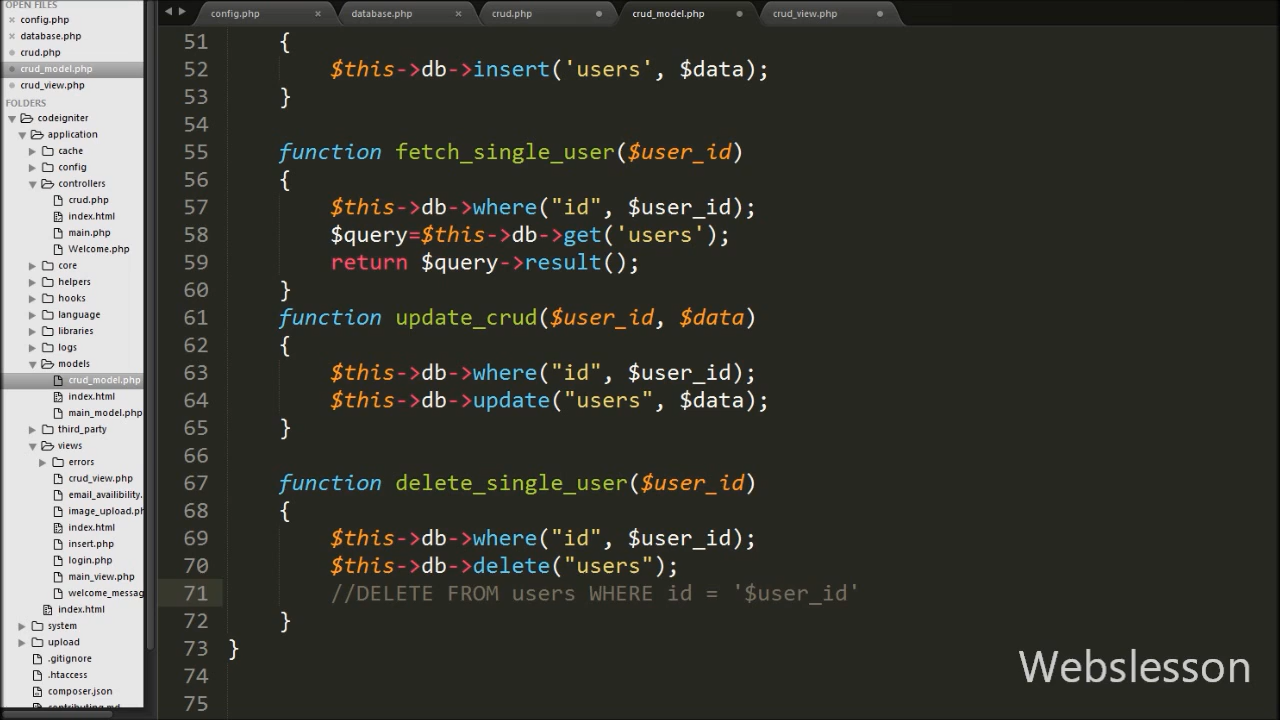 OPEN FILES
config.php
database.php
crud.php
crud_model.php
crud_view.php
FOLDERS
codeigniter
application
cache
config
controllers
crud.php
index.html
main.php
Welcome.php
core
helpers
hooks
language
libraries
logs
models
crud_model.php
index.html
main_model.php
third_party
views
errors
crud_view.php
email_availibility.
image_upload.ph
index.html
insert.php
login.php
main_view.php
welcome_messag
index.html
system
upload
.gitignore
.htaccess
composer.json
contributing.md
config.php database.php crud.php crud_model.php crud_view.php
51 {
52 $this->db->insert('users', $data);
53 }
54
55 function fetch_single_user($user_id)
56 {
57 $this->db->where("id", $user_id);
58 $query=$this->db->get('users');
59 return $query->result();
60 }
61 function update_crud($user_id, $data)
62 {
63 $this->db->where("id", $user_id);
64 $this->db->update("users", $data);
65 }
66
67 function delete_single_user($user_id)
68 {
69 $this->db->where("id", $user_id);
70 $this->db->delete("users");
71 //DELETE FROM users WHERE id = '$user_id'
72 }
73 }
74
75
Webslesson